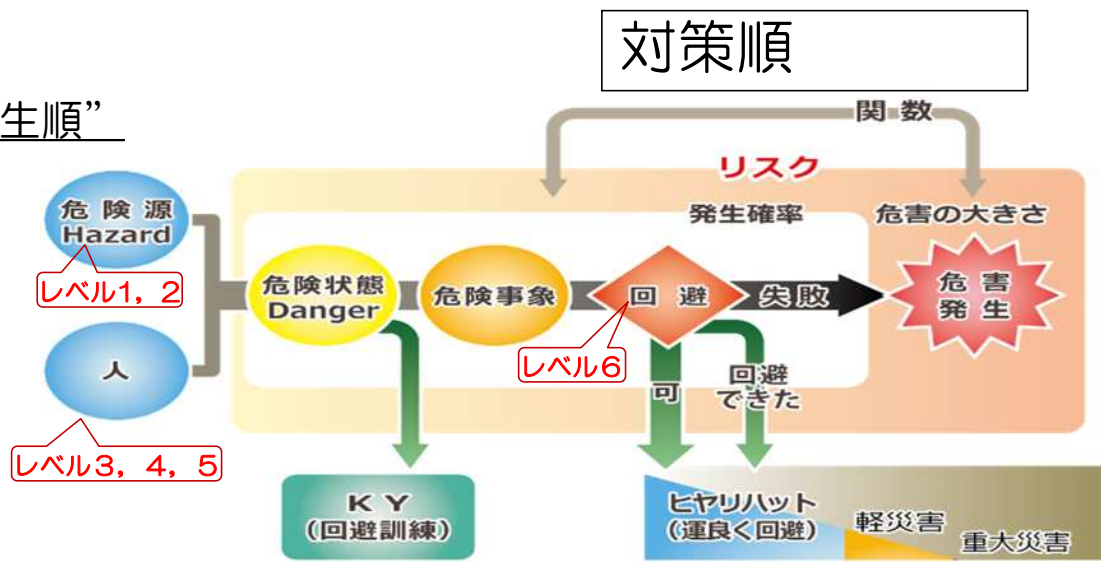 対策順
生順”
関数
リスク
発生確率
危害の大きさ
危険源
Hazard
レベル1, 2
人
レベル3, 4, 5
危険状態
Danger
危険事象
回避
レベル6
失敗
危害
発生
可
回避
できた
KY
(回避訓練)
ヒヤリハット
(運良く回避)
軽災害
重大災害